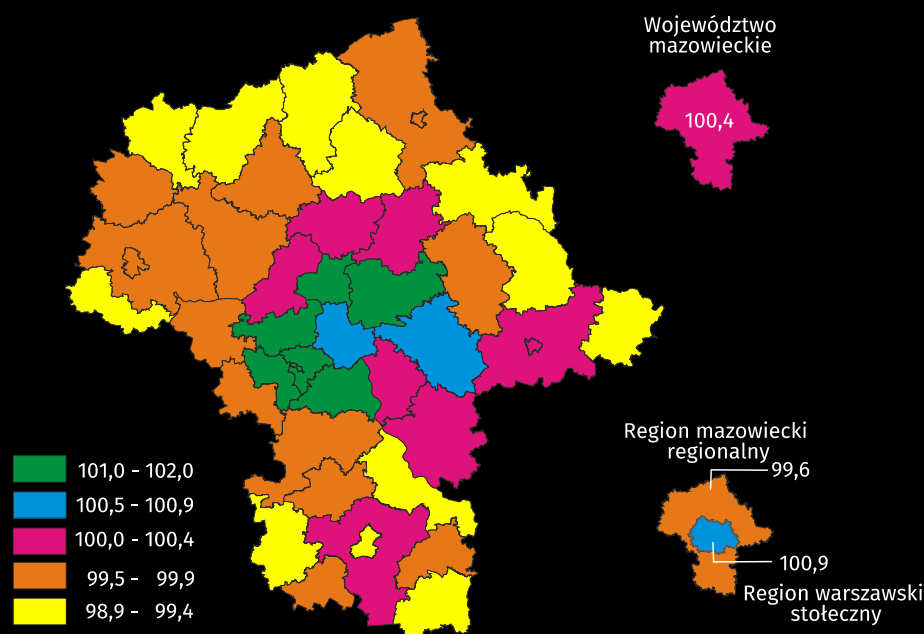 Województwo
mazowieckie
100,4
Region mazowiecki
regionalny
99,6
100,9
Region warszawski
stołeczny
101,0 - 102,0
100,5 - 100,9
100,0 - 100,4
99,5 - 99,9
98,9 - 99,4